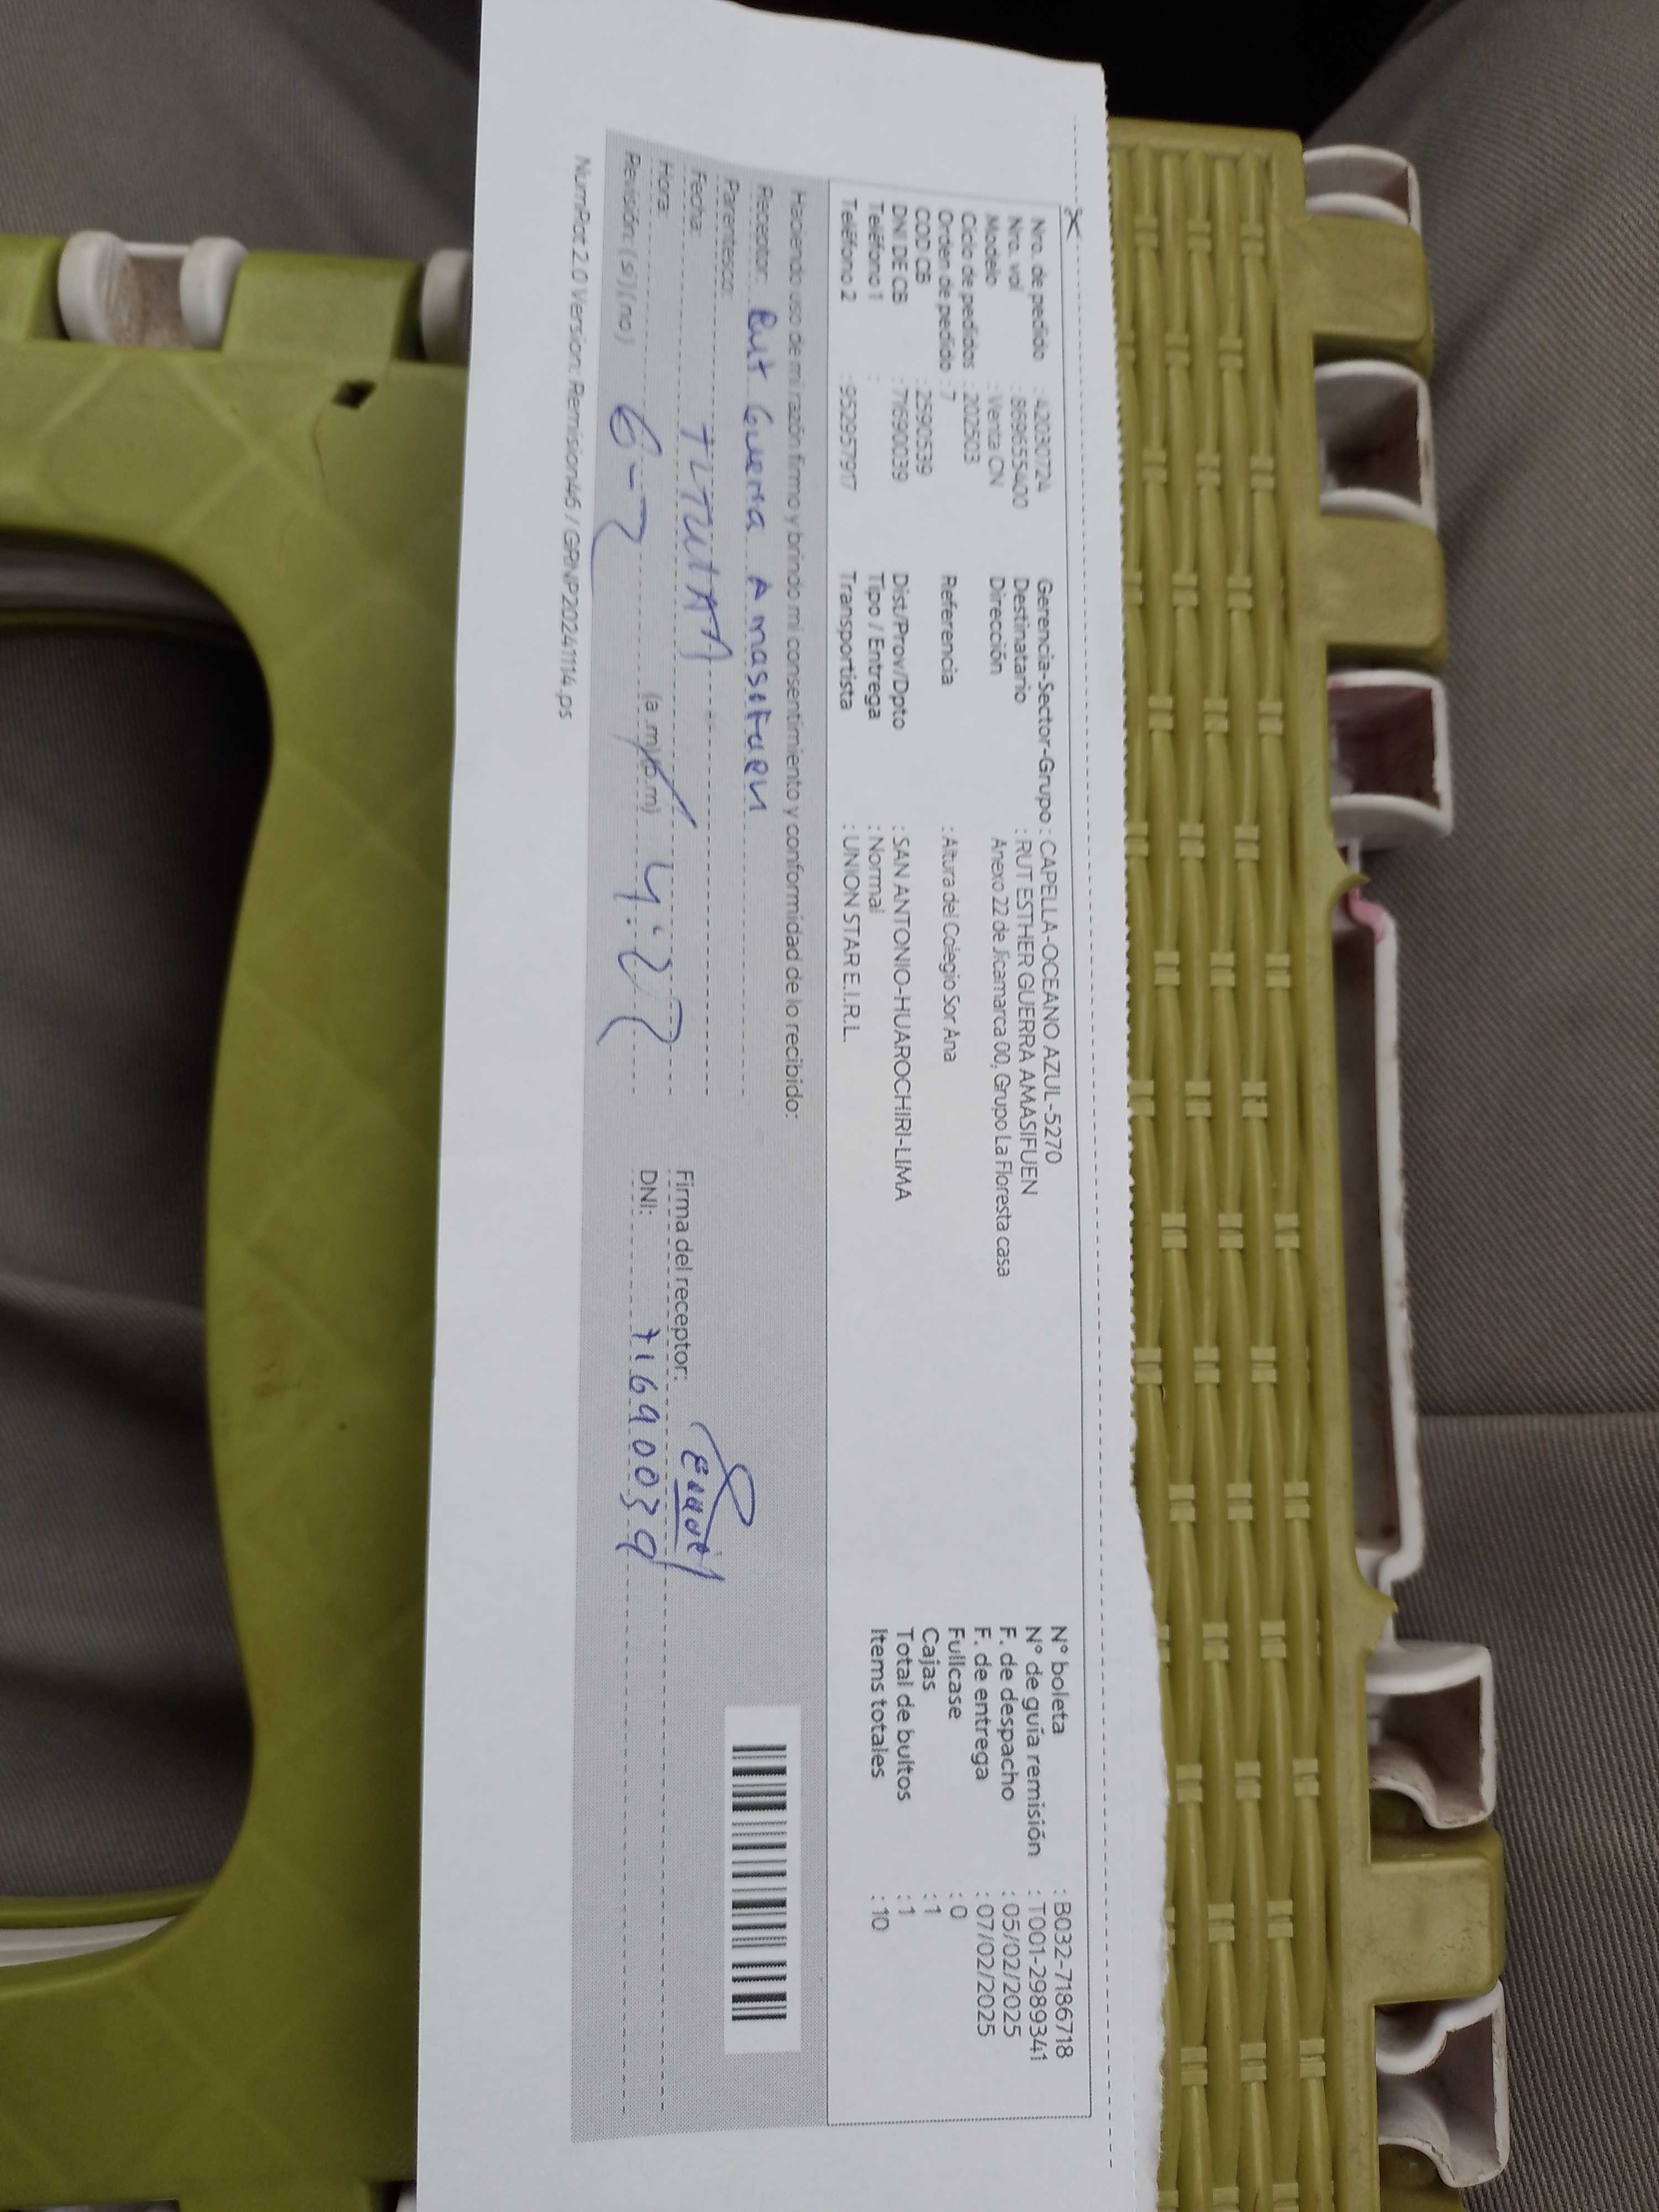 Nro. de pedido : 42030724
Nro. vol : 869655400
Modelo : Venta CN
Ciclo de pedidos : 202503
Orden de pedido : 7
COD CB : 2590539
DNI DE CB : 71690039
Teléfono 1 :
Teléfono 2 : 952957917
Gerencia-Sector-Grupo : CAPELLA-OCEANO AZUL-5270
Destinatario : RUT ESTHER GUERRA AMASIFUEN
Dirección Anexo 22 de Jicamarca 00, Grupo La Floresta casa
Referencia : Altura del Colegio Sor Ana
Dist/Prov/Dpto : SAN ANTONIO-HUAROCHIRI-LIMA
Tipo / Entrega : Normal
Transportista : UNION STAR E.I.R.L.
N° boleta : B032-7186718
N° de guía remisión : T001-2989341
F. de despacho : 05/02/2025
F. de entrega : 07/02/2025
Fullcase : 0
Cajas : 1
Total de bultos : 1
Items totales : 10
Haciendo uso de mi razón firmo y brindo mi consentimiento y conformidad de lo recibido:
Receptor: Rut Guerra Amasifuen
Parentesco:
Fecha:
Hora: (a.m)(p.m)
Revisión: (si)(no) 4:27
Firma del receptor:
DNI: 71690039
NumPat 2.0 Version: Remision46 / GRNP20241114.ps